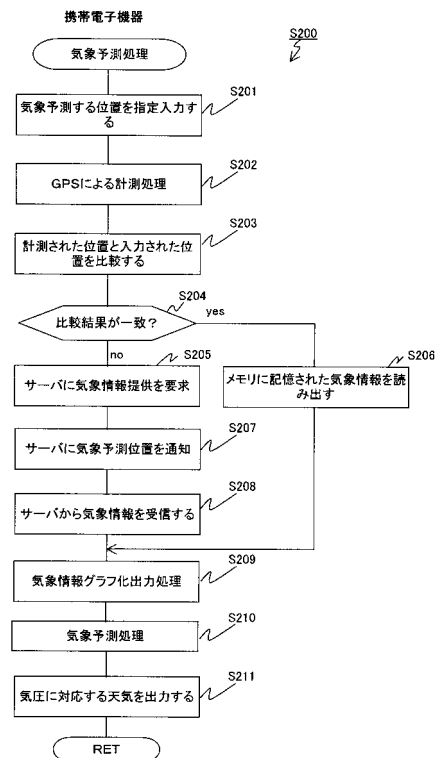 携帯電子機器
S200
気象予測処理
S201
気象予測する位置を指定入力す
る
S202
GPSによる計測処理
S203
計測された位置と入力された位
置を比較する
S204
比較結果が一致?
yes
no
S205
サーバに気象情報提供を要求
S206
メモリに記憶された気象情報を読
み出す
S207
サーバに気象予測位置を通知
S208
サーバから気象情報を受信する
S209
気象情報グラフ化出力処理
S210
気象予測処理
S211
気圧に対応する天気を出力する
RET